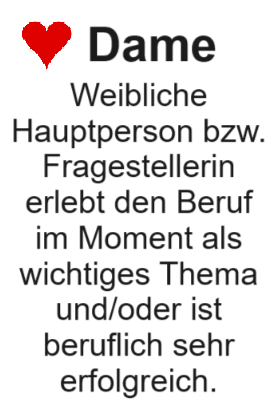 Dame
Weibliche
Hauptperson bzw.
Fragestellerin
erlebt den Beruf
im Moment als
wichtiges Thema
und/oder ist
beruflich sehr
erfolgreich.